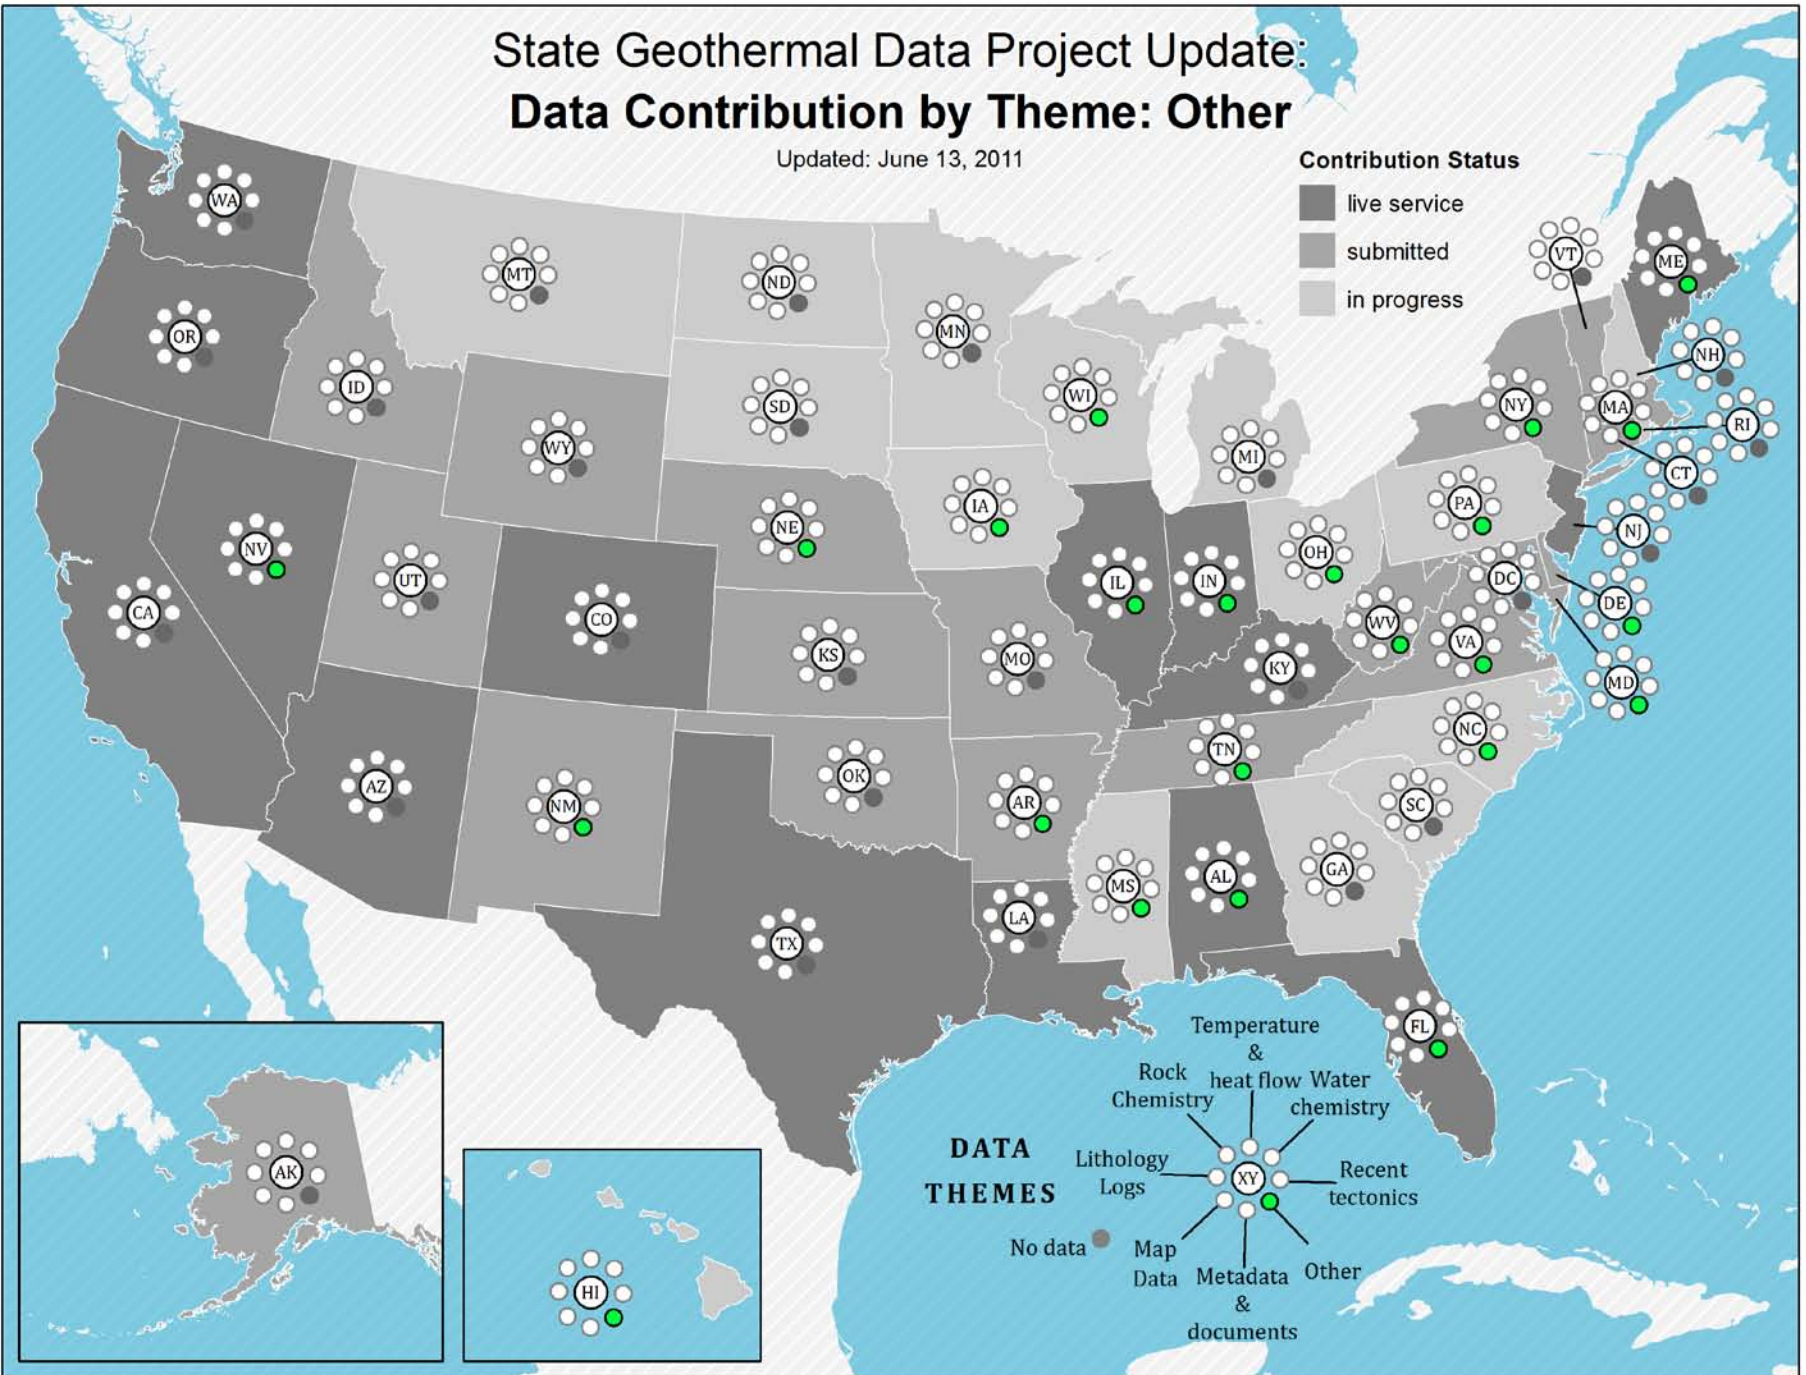 State Geothermal Data Project Update:
Data Contribution by Theme: Other
Updated: June 13, 2011
Contribution Status
live service
submitted
in progress
WA
OR
CA
NV
ID
MT
WY
UT
AZ
CO
NM
ND
SD
NE
KS
OK
TX
MN
IA
MO
AR
LA
WI
IL
MI
IN
OH
KY
TN
MS
AL
GA
FL
SC
NC
VA
WV
DC
PA
NY
VT
ME
NH
MA
RI
CT
NJ
DE
MD
AK
HI
DATA
THEMES
Temperature
&
heat flow
Rock
Chemistry
Water
chemistry
Lithology
Logs
XY
Recent
tectonics
No data
Map
Data
Metadata
&
documents
Other